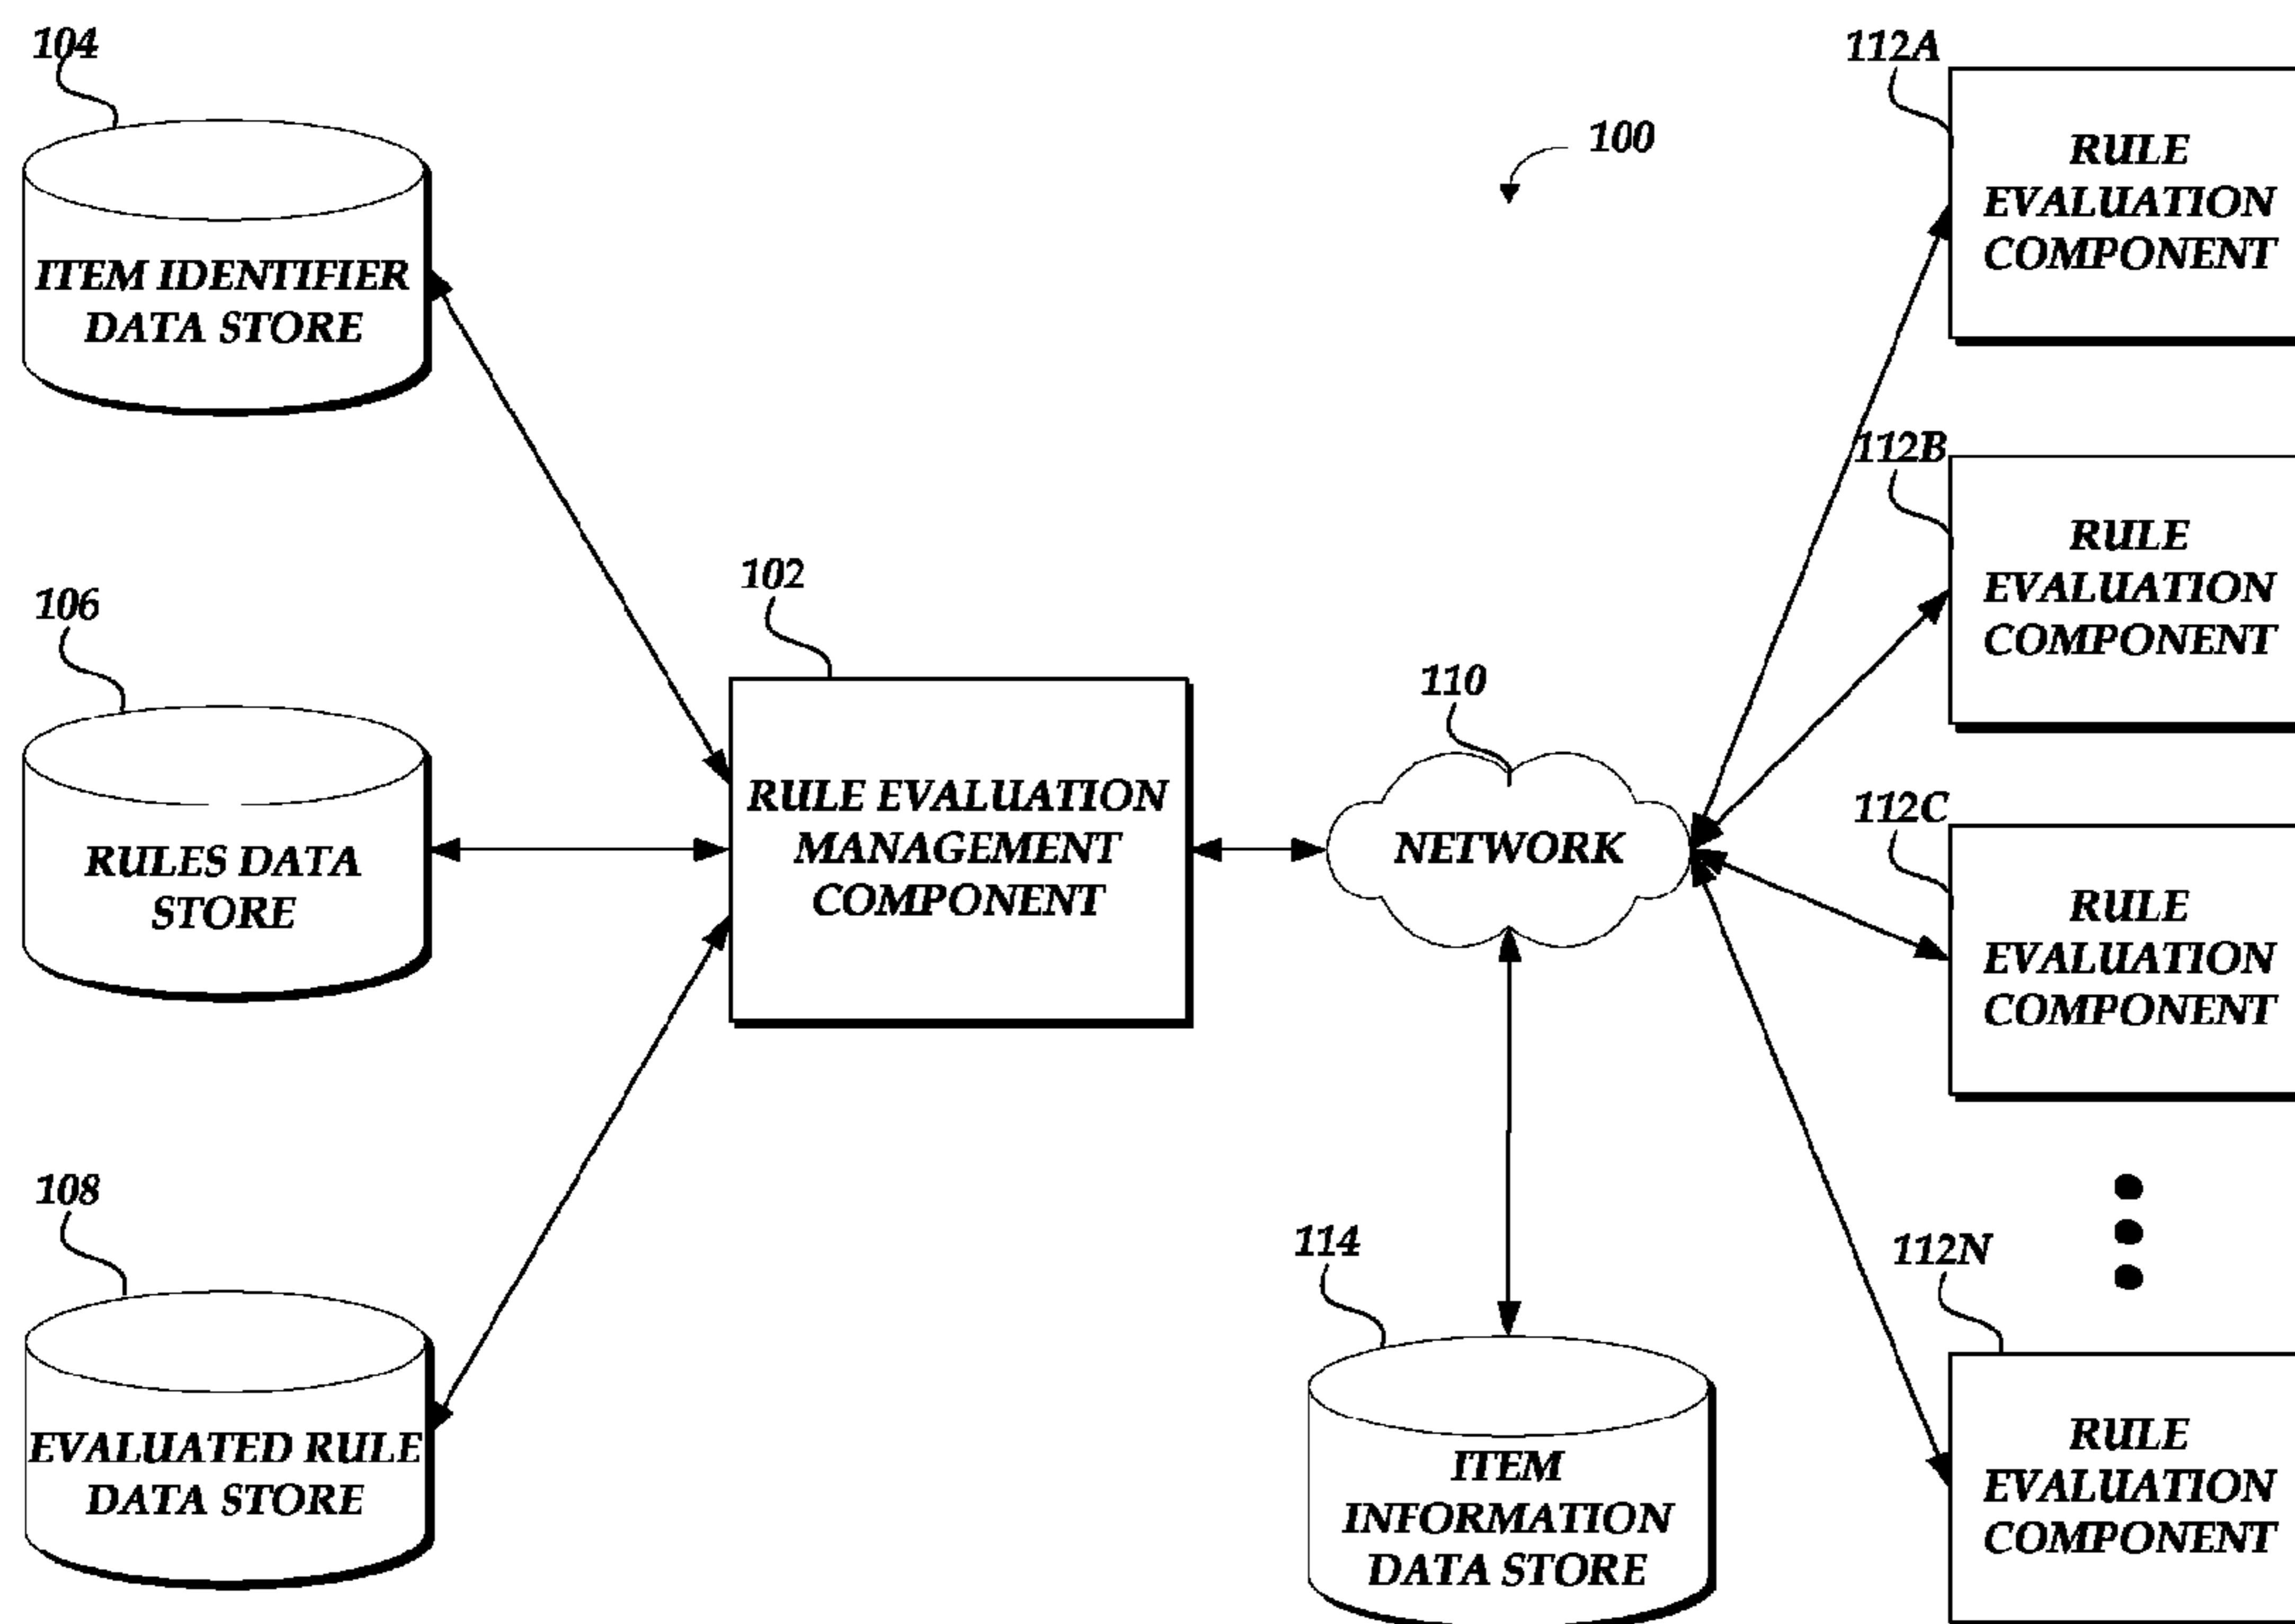 104
ITEM IDENTIFIER
DATA STORE
106
RULES DATA
STORE
108
EVALUATED RULE
DATA STORE
102
RULE EVALUATION
MANAGEMENT
COMPONENT
100
110
NETWORK
114
ITEM
INFORMATION
DATA STORE
112A
RULE
EVALUATION
COMPONENT
112B
RULE
EVALUATION
COMPONENT
112C
RULE
EVALUATION
COMPONENT
112N
RULE
EVALUATION
COMPONENT